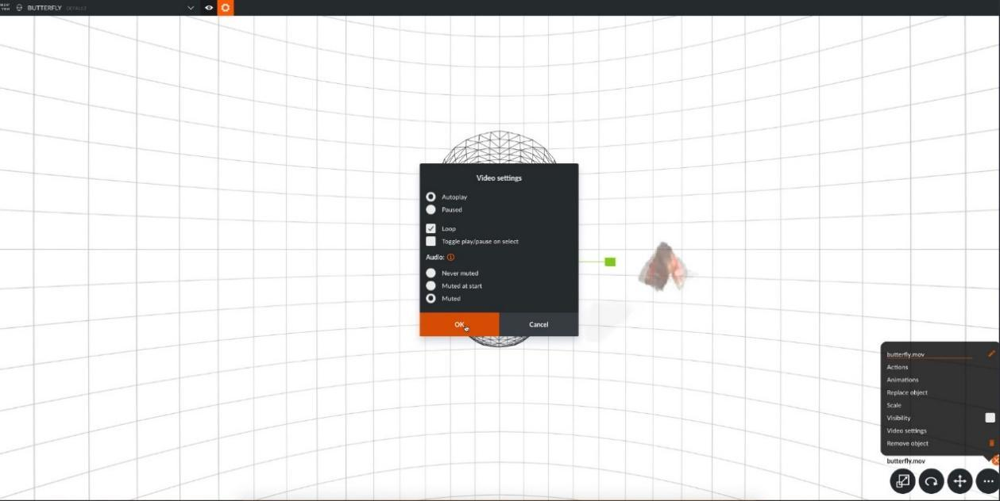 BUTTERFLY DEFAULT
Video settings
Autoplay
Paused
Loop
Toggle play/pause on select
Audio:
Never muted
Muted at start
Muted
OK
Cancel
butterfly.mov
Actions
Animations
Replace object
Scale
Visibility
Video settings
Remove object
butterfly.mov